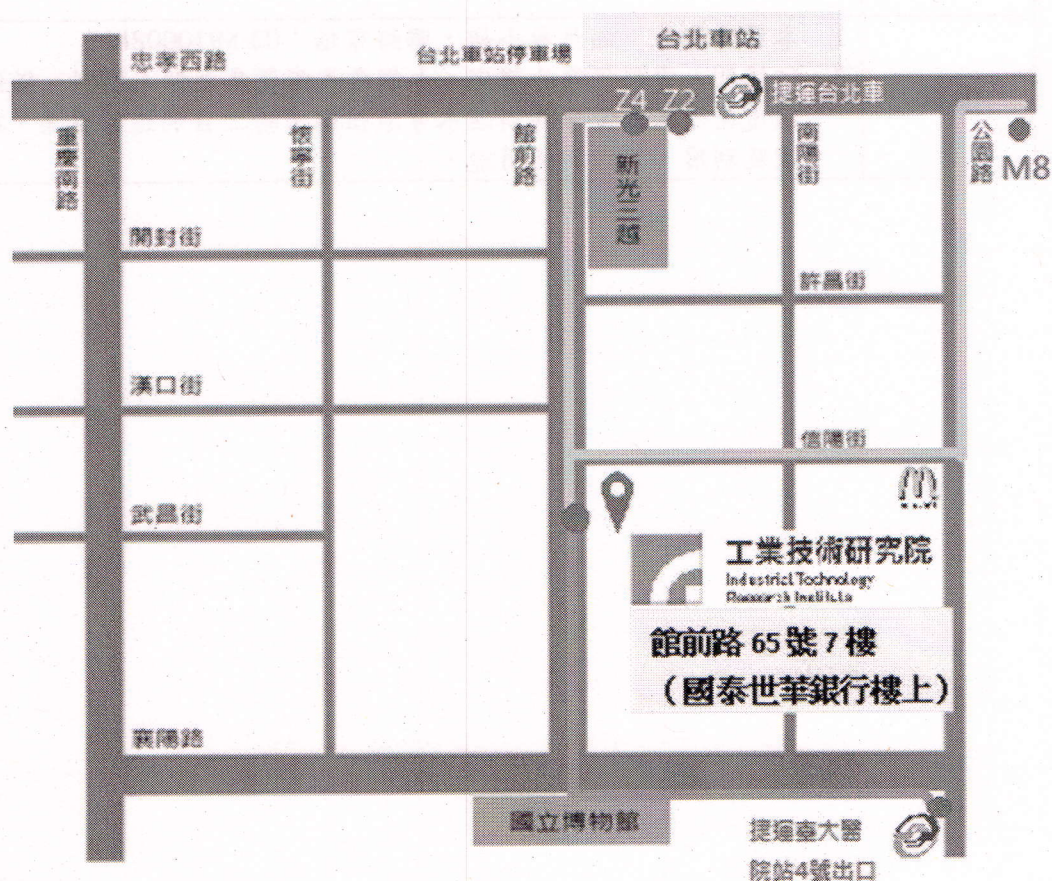 台北車站
台北車站停車場
忠孝西路
捷運台北車
Z4 Z2
重慶南路
懷寧街
館前路
新光三越
南陽街
公園路
M8
開封街
許昌街
漢口街
信陽街
武昌街
工業技術研究院
Industrial Technology
Research Institute
館前路 65 號 7 樓
（國泰世華銀行樓上）
襄陽路
國立博物館
捷運臺大醫
院站4號出口